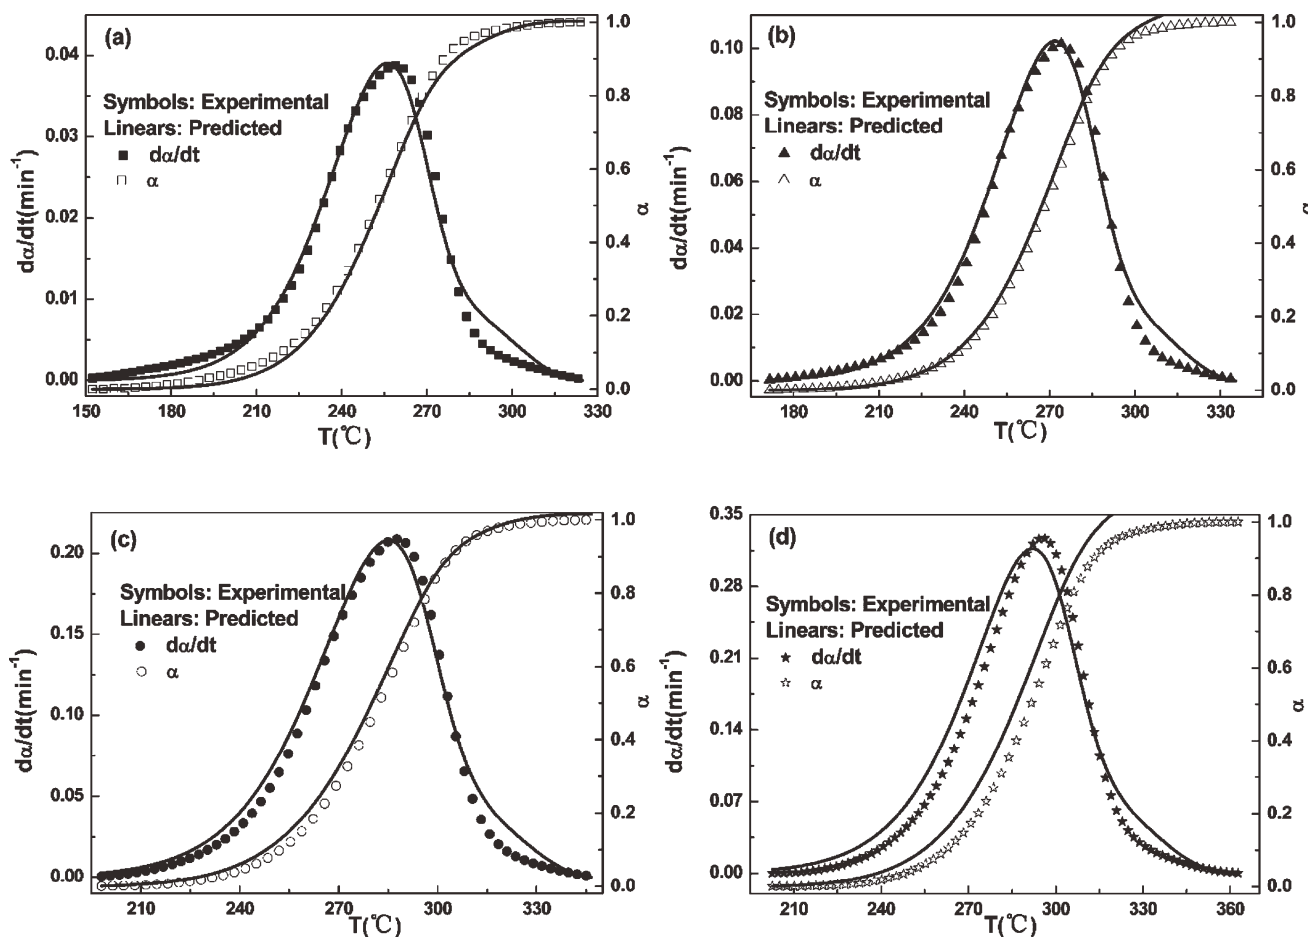 (a)
Symbols: Experimental
Linears: Predicted
dα/dt
α
0.04
0.03
0.02
0.01
0.00
dα/dt(min⁻¹)
1.0
0.8
0.6
0.4
0.2
0.0
α
150
180
210
240
270
300
330
T(℃)
(b)
Symbols: Experimental
Linears: Predicted
dα/dt
α
0.10
0.08
0.06
0.04
0.02
0.00
dα/dt(min⁻¹)
1.0
0.8
0.6
0.4
0.2
0.0
α
180
210
240
270
300
330
T(℃)
(c)
Symbols: Experimental
Linears: Predicted
dα/dt
α
0.20
0.15
0.10
0.05
0.00
dα/dt(min⁻¹)
1.0
0.8
0.6
0.4
0.2
0.0
α
210
240
270
300
330
T(℃)
(d)
Symbols: Experimental
Linears: Predicted
dα/dt
α
0.35
0.28
0.21
0.14
0.07
0.00
dα/dt(min⁻¹)
1.0
0.8
0.6
0.4
0.2
0.0
α
210
240
270
300
330
360
T(℃)